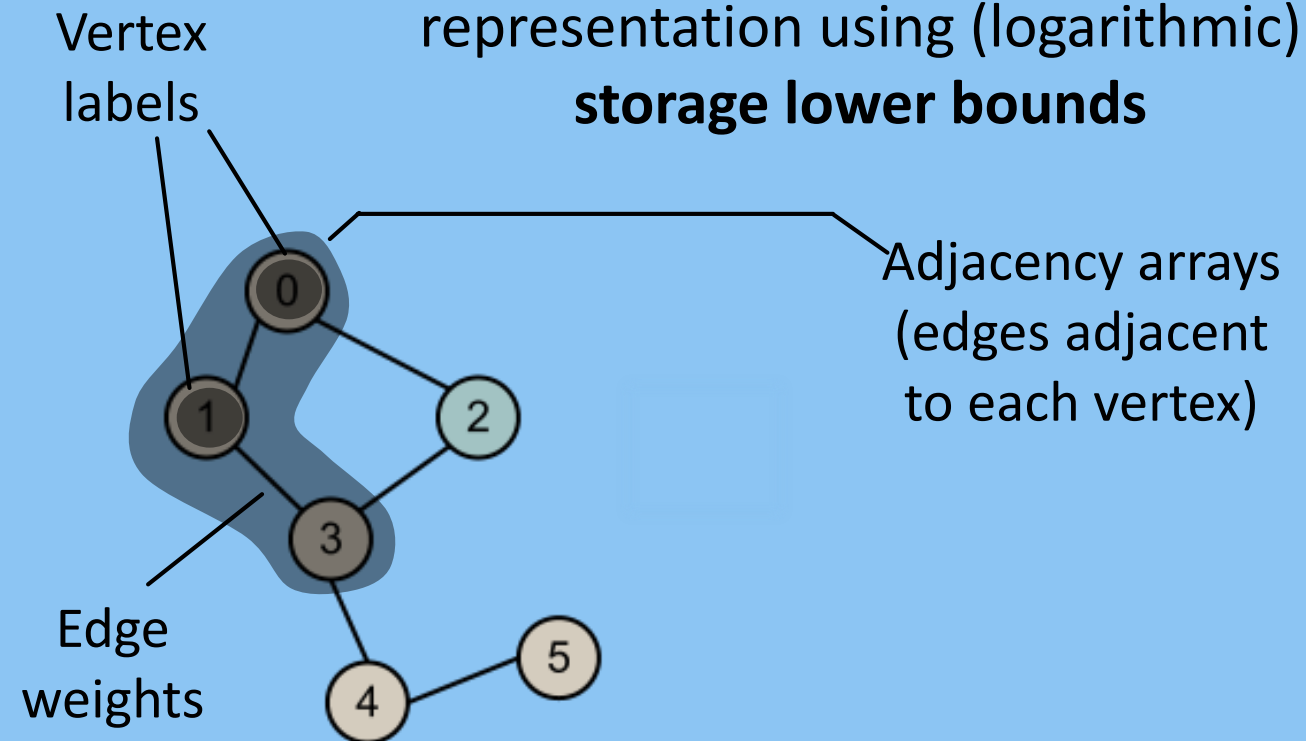 Vertex
labels
representation using (logarithmic)
storage lower bounds
Adjacency arrays
(edges adjacent
to each vertex)
0
1
2
3
Edge
weights
4
5